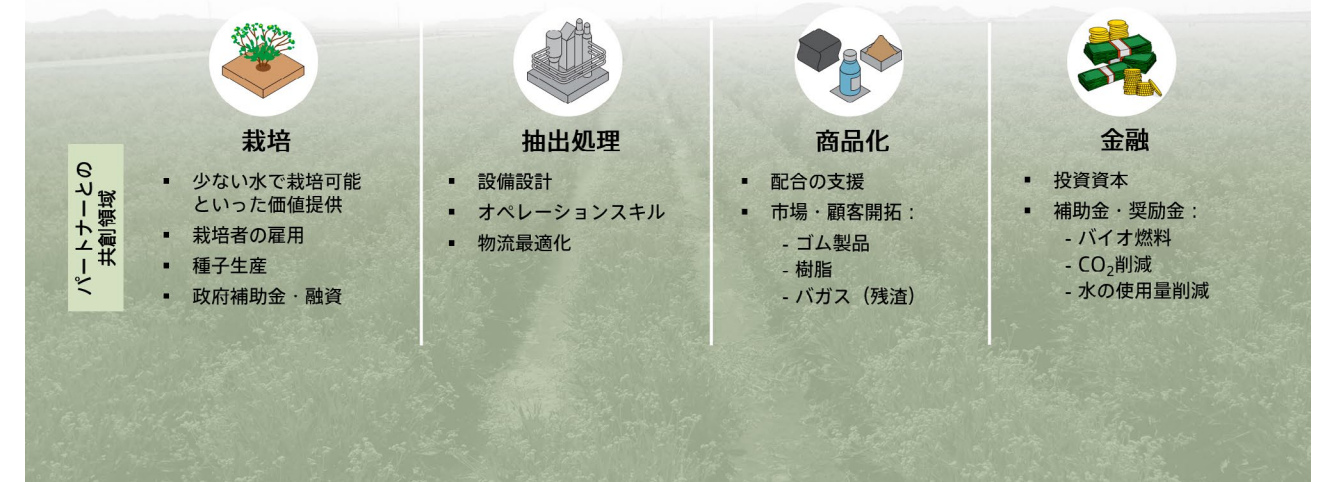 パートナーとの
共創領域
栽培
▪ 少ない水で栽培可能
といった価値提供
▪ 栽培者の雇用
▪ 種子生産
▪ 政府補助金・融資
抽出処理
▪ 設備設計
▪ オペレーションスキル
▪ 物流最適化
商品化
▪ 配合の支援
▪ 市場・顧客開拓：
- ゴム製品
- 樹脂
- バガス（残渣）
金融
▪ 投資資本
▪ 補助金・奨励金：
- バイオ燃料
- CO₂削減
- 水の使用量削減